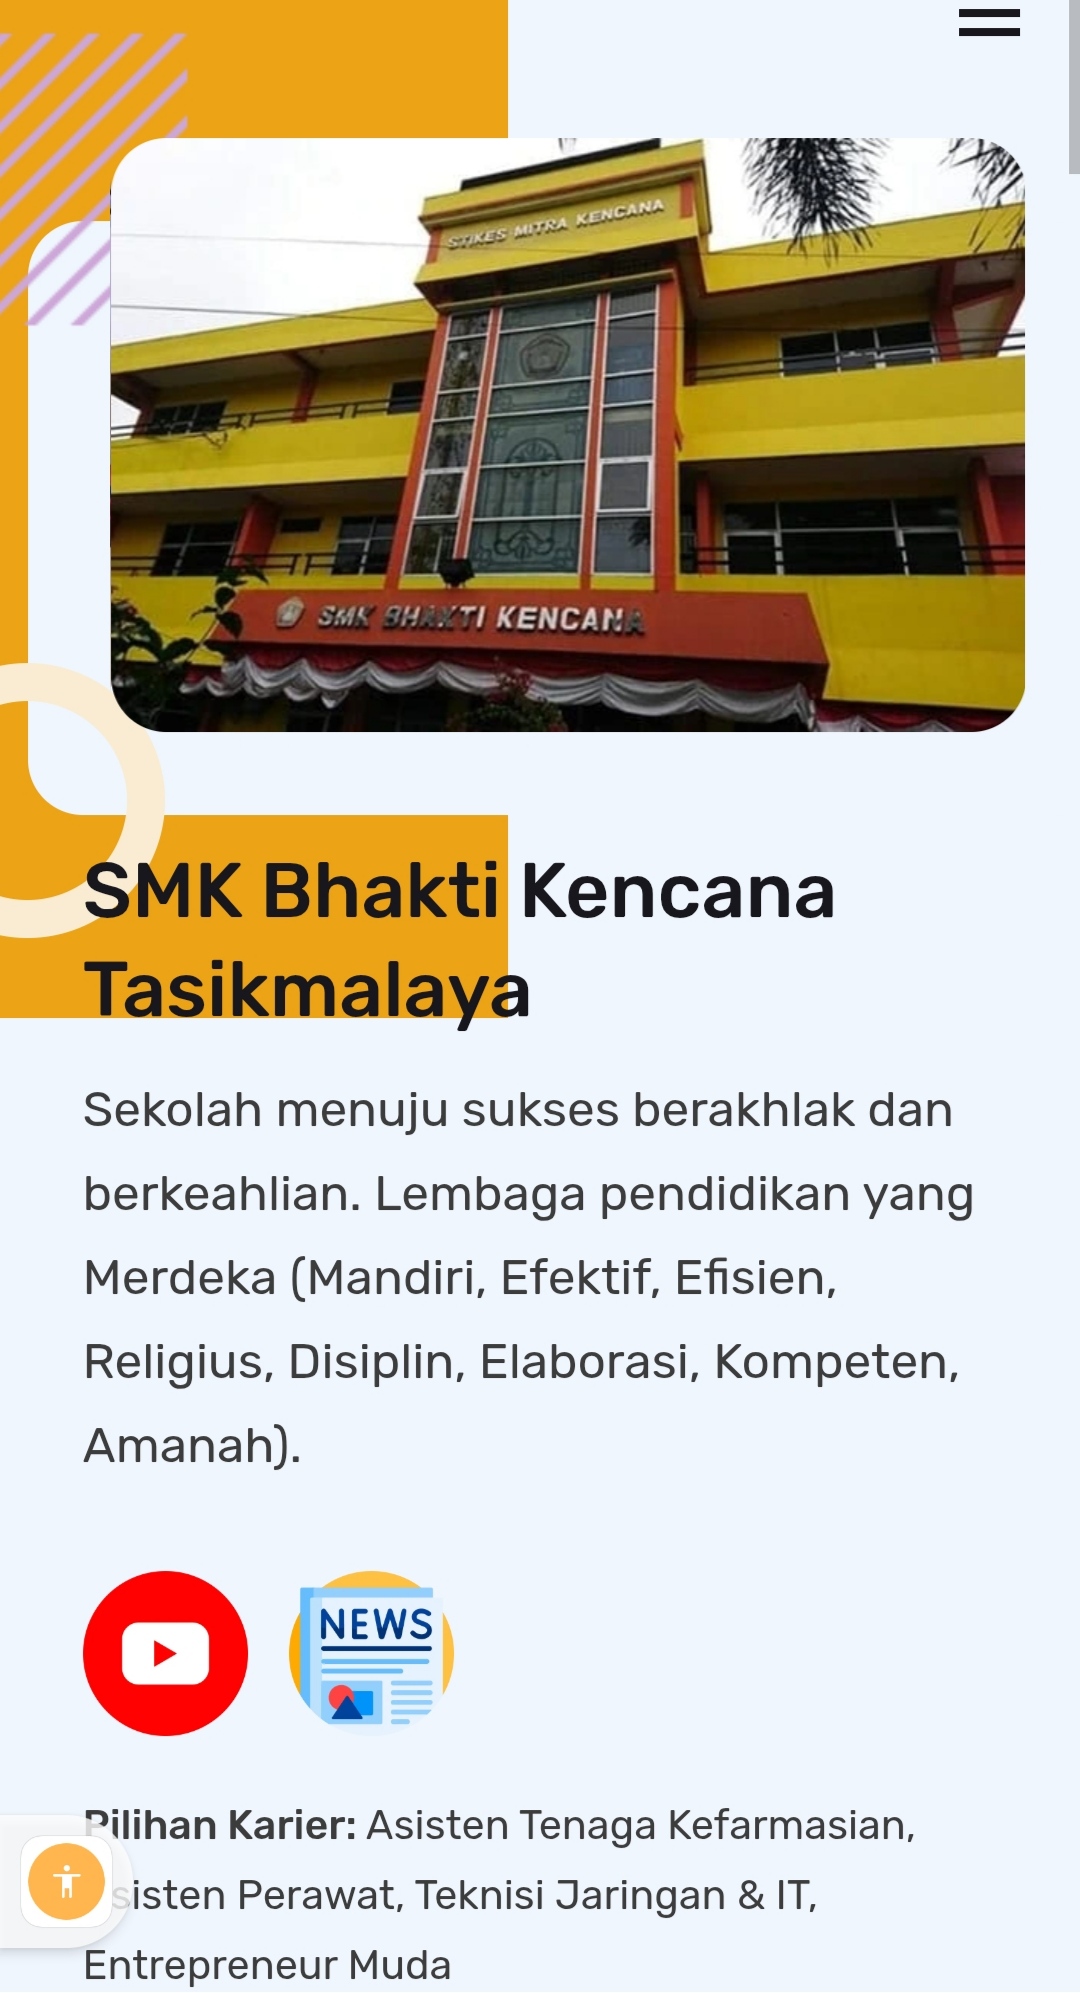 STIKES MITRA KENCANA
SMK BHAKTI KENCANA
SMK Bhakti Kencana
Tasikmalaya
Sekolah menuju sukses berakhlak dan
berkeahlian. Lembaga pendidikan yang
Merdeka (Mandiri, Efektif, Efisien,
Religius, Disiplin, Elaborasi, Kompeten,
Amanah).
NEWS
Pilihan Karier: Asisten Tenaga Kefarmasian,
Asisten Perawat, Teknisi Jaringan & IT,
Entrepreneur Muda